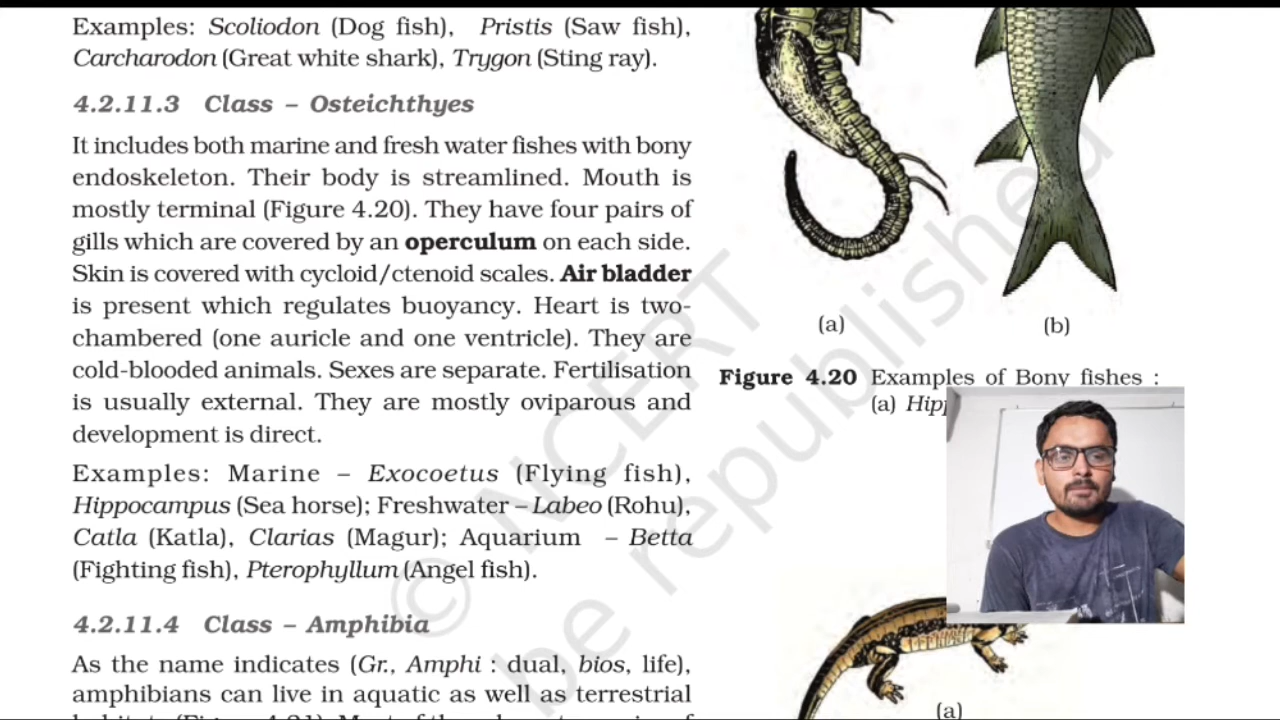 Examples: Scoliodon (Dog fish), Pristis (Saw fish),
Carcharodon (Great white shark), Trygon (Sting ray).
4.2.11.3 Class – Osteichthyes
It includes both marine and fresh water fishes with bony
endoskeleton. Their body is streamlined. Mouth is
mostly terminal (Figure 4.20). They have four pairs of
gills which are covered by an operculum on each side.
Skin is covered with cycloid/ctenoid scales. Air bladder
is present which regulates buoyancy. Heart is two-
chambered (one auricle and one ventricle). They are
cold-blooded animals. Sexes are separate. Fertilisation
is usually external. They are mostly oviparous and
development is direct.
Examples: Marine – Exocoetus (Flying fish),
Hippocampus (Sea horse); Freshwater – Labeo (Rohu),
Catla (Katla), Clarias (Magur); Aquarium – Betta
(Fighting fish), Pterophyllum (Angel fish).
4.2.11.4 Class – Amphibia
As the name indicates (Gr., Amphi : dual, bios, life),
amphibians can live in aquatic as well as terrestrial
(a)
(b)
Figure 4.20 Examples of Bony fishes :
(a)
(a)
© NCERT
be republished